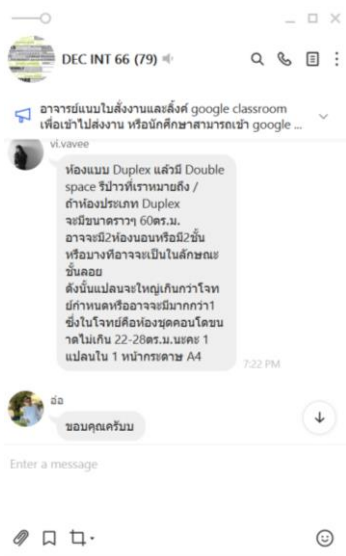 DEC INT 66 (79)
อาจารย์แนบใบสั่งงานและลิ้งค์ google classroom
เพื่อเข้าไปส่งงาน หรือนักศึกษาสามารถเข้า google ...
vi.vavee
ห้องแบบ Duplex แล้วมี Double
space รึป่าวที่เราหมายถึง /
ถ้าห้องประเภท Duplex
จะมีขนาดราวๆ 60ตร.ม.
อาจจะมี2ห้องนอนหรือมี2ชั้น
หรือบางทีอาจจะเป็นในลักษณะ
ชั้นลอย
ดังนั้นแปลนจะใหญ่เกินกว่าโจท
ย์กำหนดหรืออาจจะมีมากกว่า1
ซึ่งในโจทย์คือห้องชุดคอนโดขน
าดไม่เกิน 22-28ตร.ม.นะคะ 1
แปลนใน 1 หน้ากระดาษ A4
7:22 PM
อ่อ
ขอบคุณครับบ
Enter a message